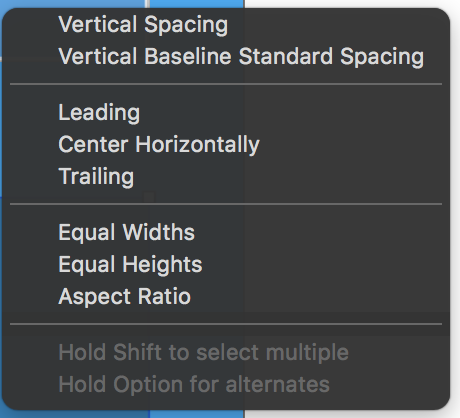 Vertical Spacing
Vertical Baseline Standard Spacing
Leading
Center Horizontally
Trailing
Equal Widths
Equal Heights
Aspect Ratio
Hold Shift to select multiple
Hold Option for alternates